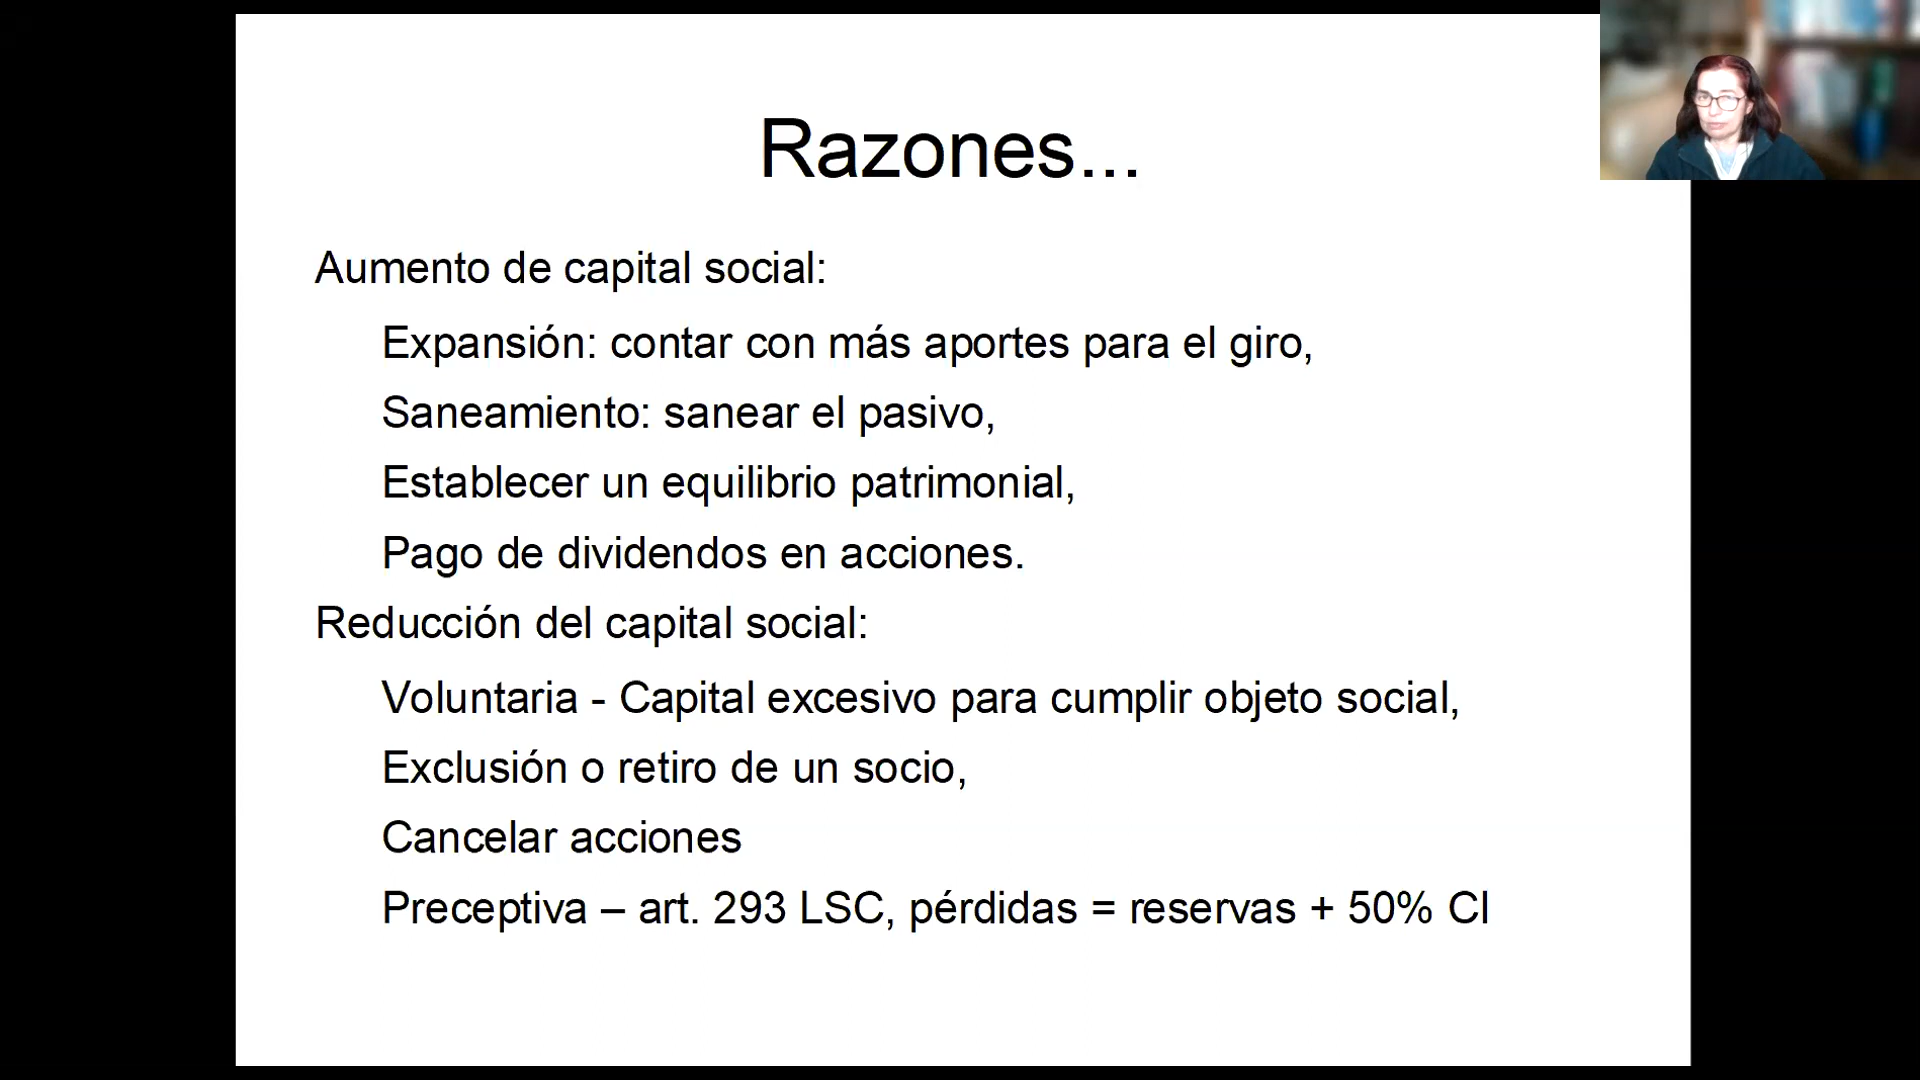 Razones...
Aumento de capital social:
Expansión: contar con más aportes para el giro,
Saneamiento: sanear el pasivo,
Establecer un equilibrio patrimonial,
Pago de dividendos en acciones.
Reducción del capital social:
Voluntaria - Capital excesivo para cumplir objeto social,
Exclusión o retiro de un socio,
Cancelar acciones
Preceptiva – art. 293 LSC, pérdidas = reservas + 50% CI